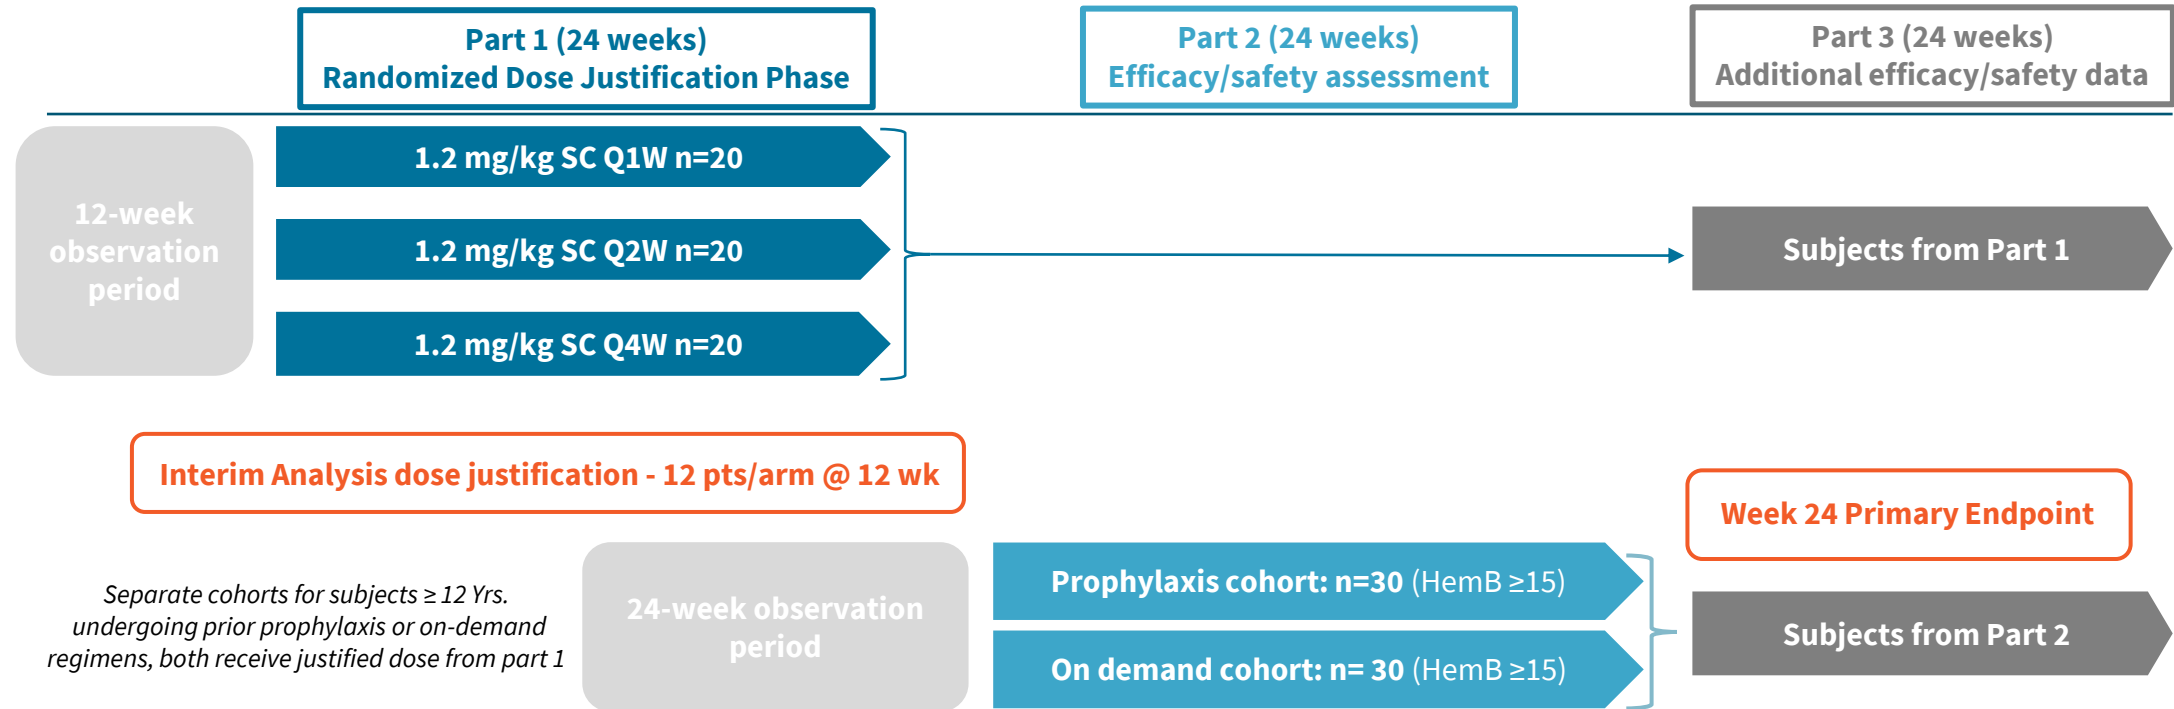 Part 1 (24 weeks)
Randomized Dose Justification Phase
Part 2 (24 weeks)
Efficacy/safety assessment
Part 3 (24 weeks)
Additional efficacy/safety data
12-week
observation
period
1.2 mg/kg SC Q1W n=20
1.2 mg/kg SC Q2W n=20
1.2 mg/kg SC Q4W n=20
Subjects from Part 1
Interim Analysis dose justification - 12 pts/arm @ 12 wk
Week 24 Primary Endpoint
Separate cohorts for subjects ≥ 12 Yrs.
undergoing prior prophylaxis or on-demand
regimens, both receive justified dose from part 1
24-week observation
period
Prophylaxis cohort: n=30 (HemB ≥15)
On demand cohort: n= 30 (HemB ≥15)
Subjects from Part 2